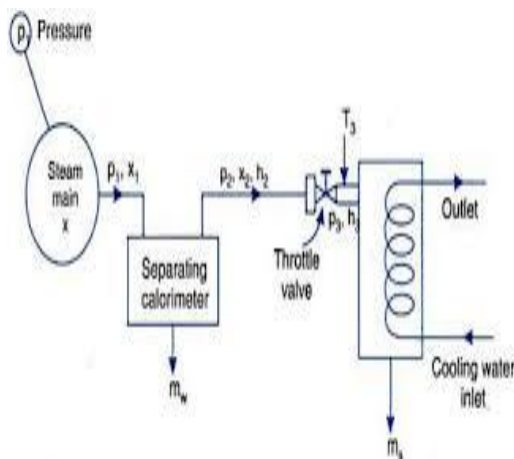 p Pressure
Steam
main
x
p₁, x₁
p₂, x₂, h₂
Separating
calorimeter
m_w
T₃
p₃, h₃
Throttle
valve
Outlet
Cooling water
inlet
m_s